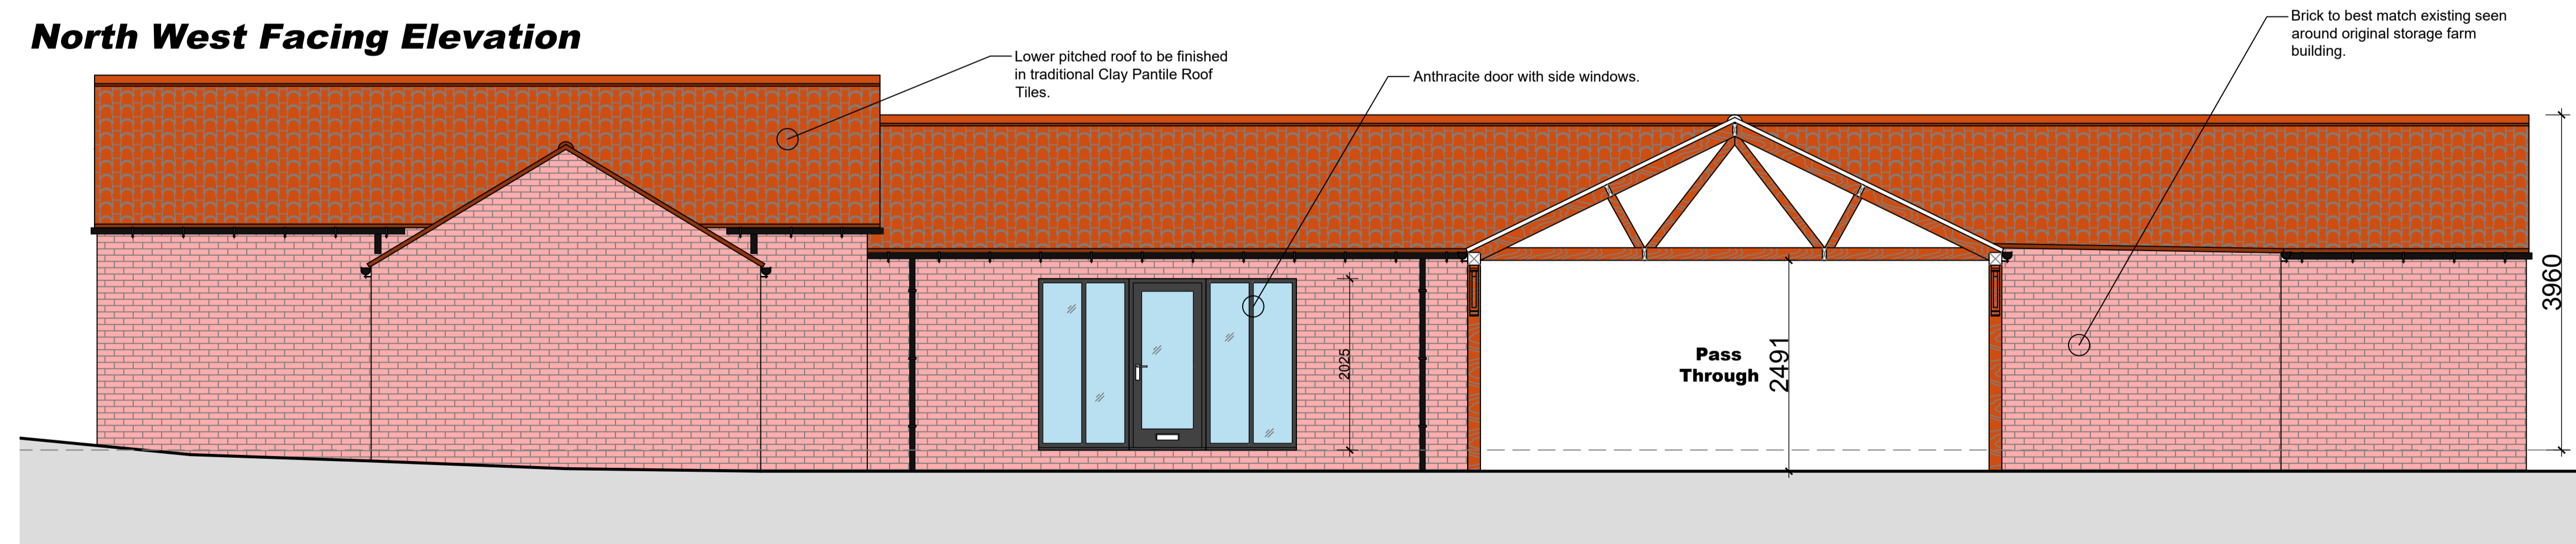 North West Facing Elevation
Lower pitched roof to be finished
in traditional Clay Pantile Roof
Tiles.
Anthracite door with side windows.
Brick to best match existing seen
around original storage farm
building.
2025
Pass
Through
2491
3960